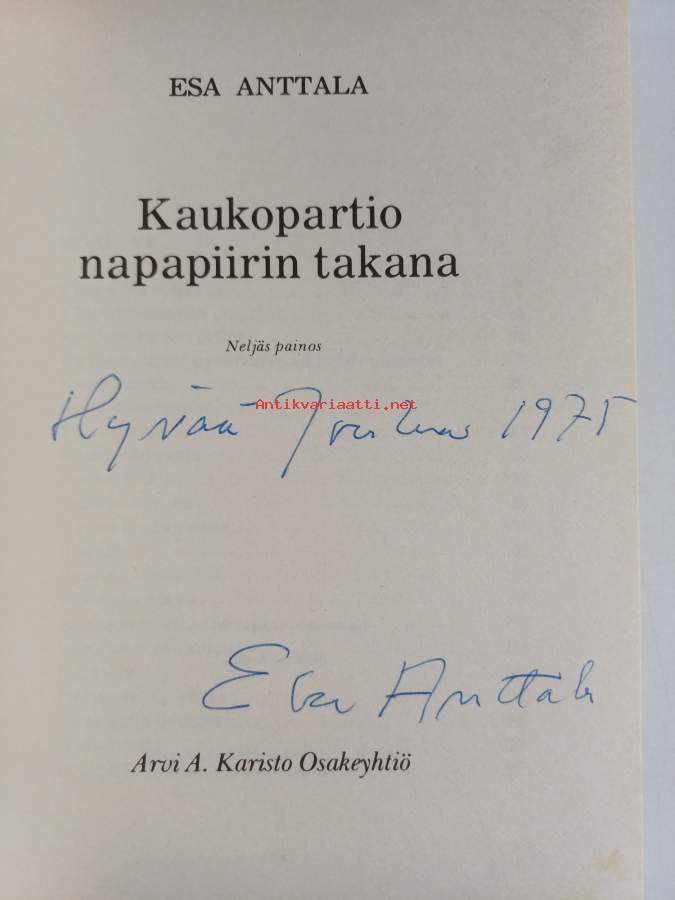 ESA ANTTALA
Kaukopartio
napapiirin takana
Neljäs painos
Antikvariaatti.net
Hyvää Joulua 1975
Esa Anttala
Arvi A. Karisto Osakeyhtiö